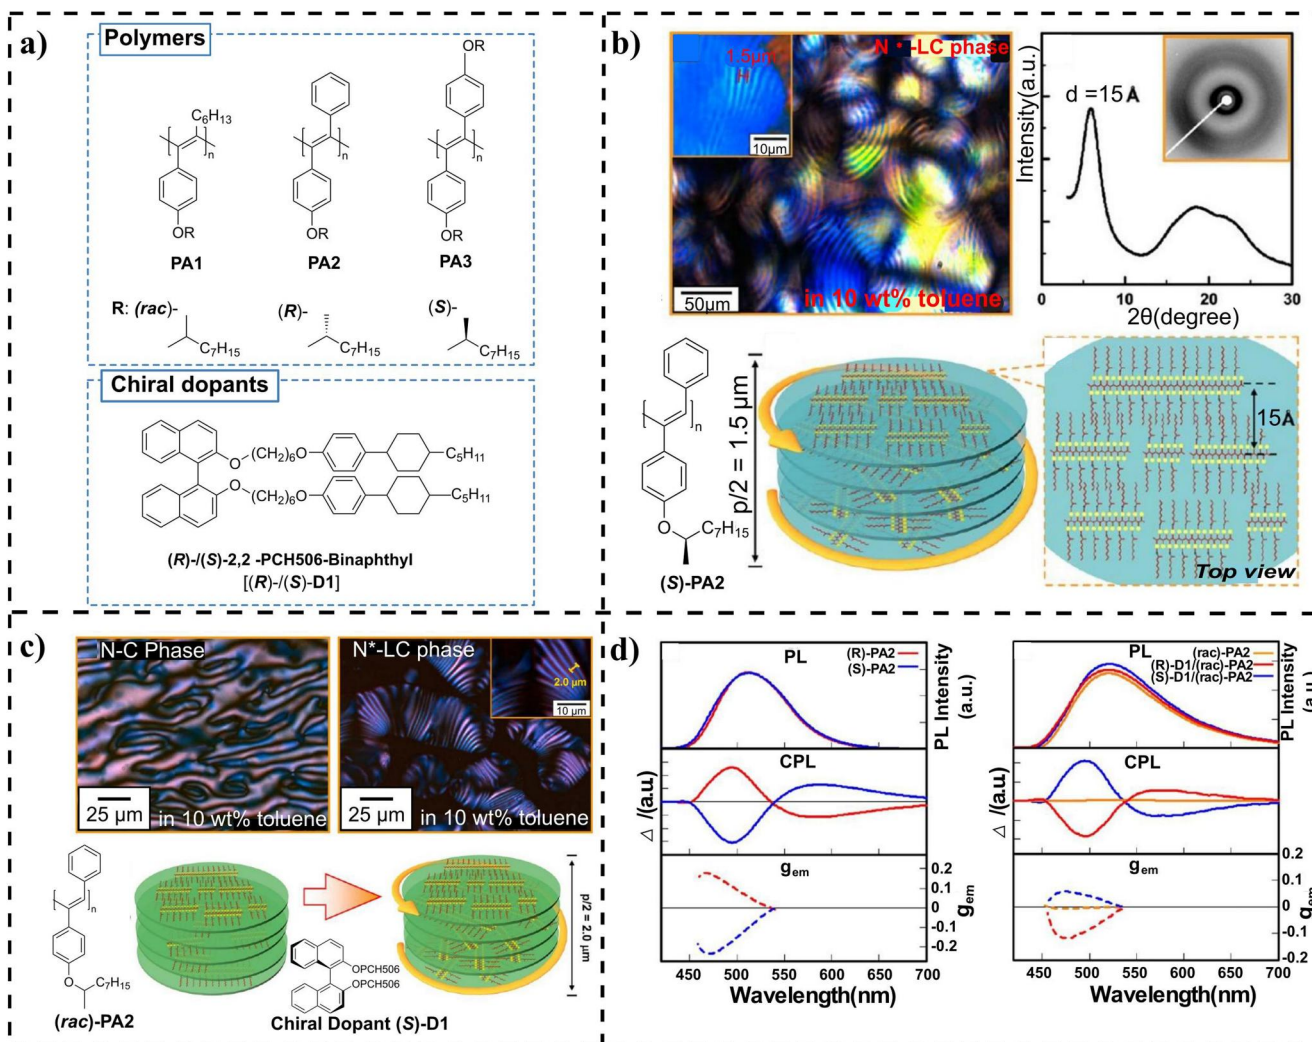 a)
Polymers
C6H13
n
OR
PA1
n
OR
PA2
OR
n
OR
PA3
R: (rac)-
C7H15
(R)-
C7H15
(S)-
C7H15
Chiral dopants
O (CH2)6 O C5H11
O (CH2)6 O C5H11
(R)-/(S)-2,2 -PCH506-Binaphthyl
[(R)-/(S)-D1]
b)
1.5μm
10μm
N*-LC phase
50μm
in 10 wt% toluene
Intensity(a.u.)
d =15 Å
0 10 20 30
2θ(degree)
n
O
C7H15
(S)-PA2
p/2 = 1.5 μm
15Å
Top view
c)
N-C Phase
25 μm
in 10 wt% toluene
N*-LC phase
2.0 μm
10 μm
25 μm
in 10 wt% toluene
n
O
C7H15
(rac)-PA2
OPCH506
OPCH506
Chiral Dopant (S)-D1
p/2 = 2.0 μm
d)
PL
(R)-PA2
(S)-PA2
PL Intensity
(a.u.)
CPL
△ /(a.u.)
gem
0.2
0.1
0
0.1
-0.2
gem
450 500 550 600 650 700
Wavelength(nm)
PL
(rac)-PA2
(R)-D1/(rac)-PA2
(S)-D1/(rac)-PA2
PL Intensity
(a.u.)
CPL
△ /(a.u.)
gem
0.2
0.1
0
0.1
-0.2
gem
450 500 550 600 650 700
Wavelength(nm)